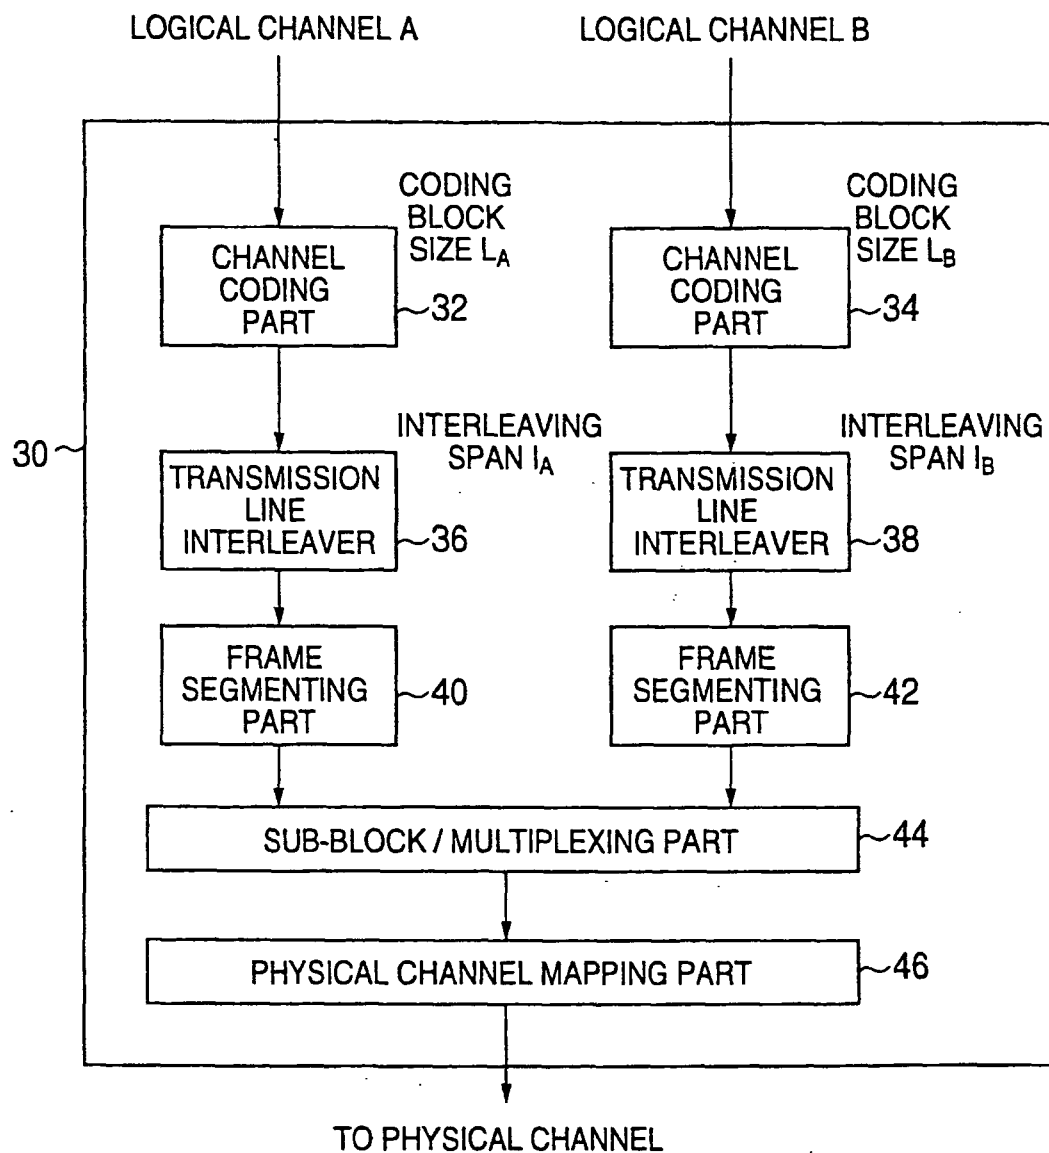 LOGICAL CHANNEL A
LOGICAL CHANNEL B
CODING
BLOCK
SIZE LA
CHANNEL
CODING
PART
32
CODING
BLOCK
SIZE LB
CHANNEL
CODING
PART
34
30
INTERLEAVING
SPAN IA
TRANSMISSION
LINE
INTERLEAVER
36
INTERLEAVING
SPAN IB
TRANSMISSION
LINE
INTERLEAVER
38
FRAME
SEGMENTING
PART
40
FRAME
SEGMENTING
PART
42
SUB-BLOCK / MULTIPLEXING PART
44
PHYSICAL CHANNEL MAPPING PART
46
TO PHYSICAL CHANNEL